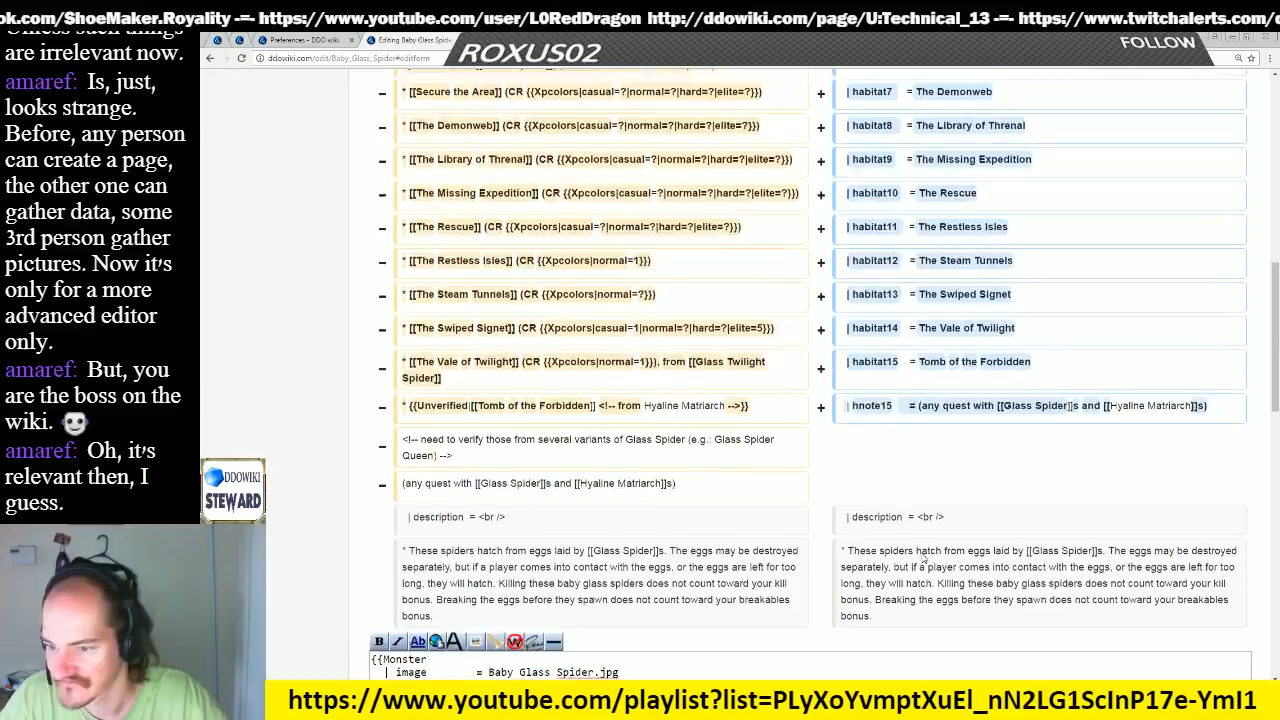 ok.com/ShoeMaker.Royality -=- https://www.youtube.com/user/L0RedDragon http://ddowiki.com/page/U:Technical_13 -=- https://www.twitchalerts.com/d
ROXUS02
FOLLOW
Preferences - DDO wiki
Editing Baby Glass Spid
ddowiki.com/edit/Baby_Glass_Spider#editform
Unless such things
are irrelevant now.
amaref: Is, just,
looks strange.
Before, any person
can create a page,
the other one can
gather data, some
3rd person gather
pictures. Now it's
only for a more
advanced editor
only.
amaref: But, you
are the boss on the
wiki.
amaref: Oh, it's
relevant then, I
guess.
DDOWIKI
STEWARD
− * [[Secure the Area]] (CR {{Xpcolors|casual=?|normal=?|hard=?|elite=?}})
+ | habitat7 = The Demonweb
− * [[The Demonweb]] (CR {{Xpcolors|casual=?|normal=?|hard=?|elite=?}})
+ | habitat8 = The Library of Threnal
− * [[The Library of Threnal]] (CR {{Xpcolors|casual=?|normal=?|hard=?|elite=?}})
+ | habitat9 = The Missing Expedition
− * [[The Missing Expedition]] (CR {{Xpcolors|casual=?|normal=?|hard=?|elite=?}})
+ | habitat10 = The Rescue
− * [[The Rescue]] (CR {{Xpcolors|casual=?|normal=?|hard=?|elite=?}})
+ | habitat11 = The Restless Isles
− * [[The Restless Isles]] (CR {{Xpcolors|normal=1}})
+ | habitat12 = The Steam Tunnels
− * [[The Steam Tunnels]] (CR {{Xpcolors|normal=?}})
+ | habitat13 = The Swiped Signet
− * [[The Swiped Signet]] (CR {{Xpcolors|casual=1|normal=?|hard=?|elite=5}})
+ | habitat14 = The Vale of Twilight
− * [[The Vale of Twilight]] (CR {{Xpcolors|normal=1}}), from [[Glass Twilight
Spider]]
+ | habitat15 = Tomb of the Forbidden
− * {{Unverified|[[Tomb of the Forbidden]] <!-- from Hyaline Matriarch -->}}
+ | hnote15 = (any quest with [[Glass Spider]]s and [[Hyaline Matriarch]]s)
− <!-- need to verify those from several variants of Glass Spider (e.g.: Glass Spider
Queen) -->
− (any quest with [[Glass Spider]]s and [[Hyaline Matriarch]]s)
| description = <br />
| description = <br />
* These spiders hatch from eggs laid by [[Glass Spider]]s. The eggs may be destroyed
separately, but if a player comes into contact with the eggs, or the eggs are left for too
long, they will hatch. Killing these baby glass spiders does not count toward your kill
bonus. Breaking the eggs before they spawn does not count toward your breakables
bonus.
* These spiders hatch from eggs laid by [[Glass Spider]]s. The eggs may be destroyed
separately, but if a player comes into contact with the eggs, or the eggs are left for too
long, they will hatch. Killing these baby glass spiders does not count toward your kill
bonus. Breaking the eggs before they spawn does not count toward your breakables
bonus.
B I Ab A W
{{Monster
| image = Baby Glass Spider.jpg
https://www.youtube.com/playlist?list=PLyXoYvmptXuEl_nN2LG1ScInP17e-YmI1